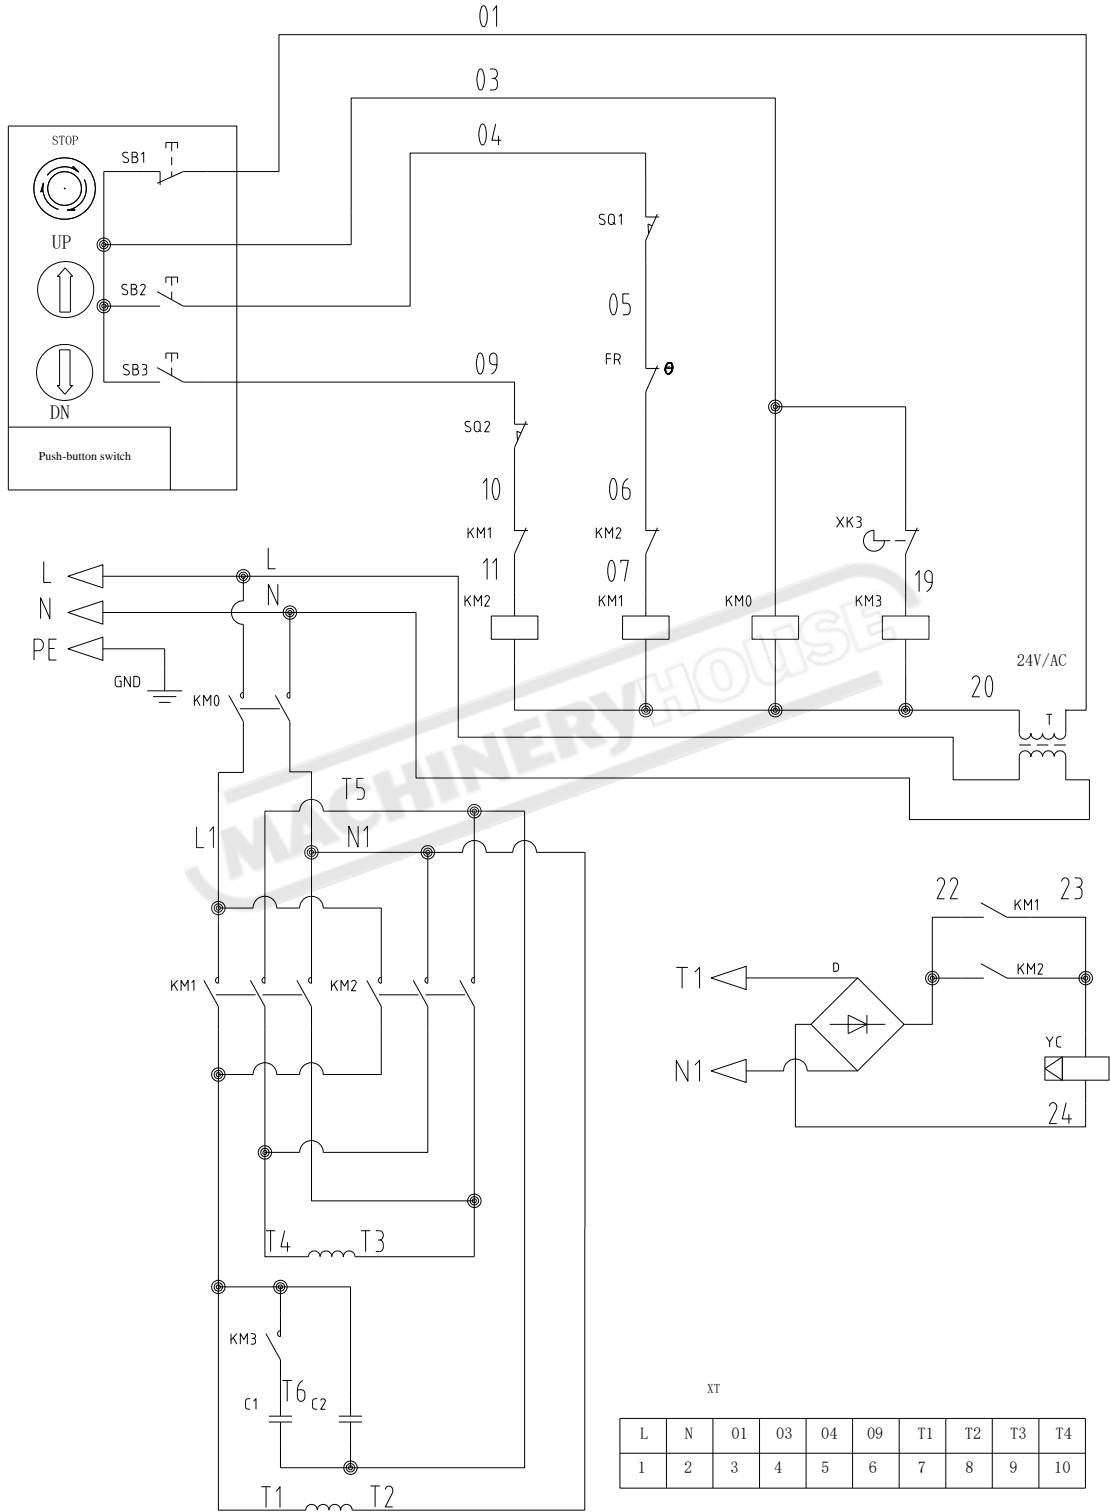 01
03
04
STOP
SB1
UP
SQ1
SB2
05
SB3
09
FR
DN
SQ2
Push-button switch
10
06
KM1
KM2
XK3
L
L
11
07
19
N
N
KM2
KM1
KM0
KM3
PE
GND
24V/AC
KM0
20
T
MACHINERYHOUSE
T5
L1
N1
22
23
KM1
T1
D
KM2
KM1
KM2
YC
N1
24
T4
T3
KM3
T6
C1
C2
XT
L N 01 03 04 09 T1 T2 T3 T4
1 2 3 4 5 6 7 8 9 10
T1
T2